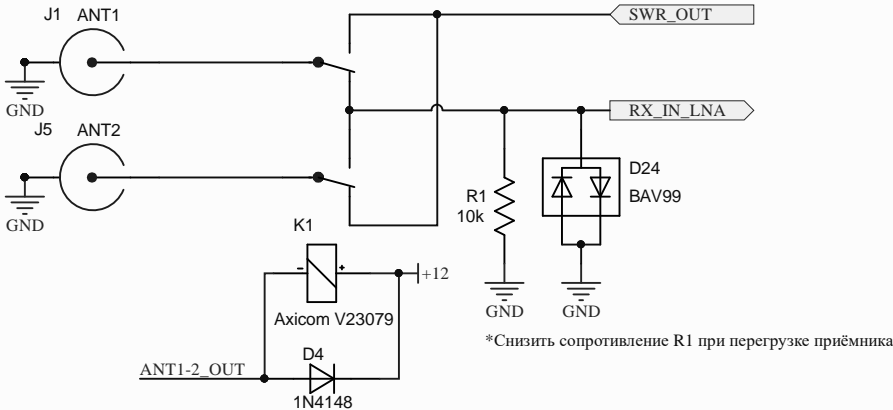 J1 ANT1
SWR_OUT
GND
RX_IN_LNA
J5 ANT2
D24
BAV99
R1
10k
GND
K1
- +
+12
GND
GND
Axicom V23079
*Снизить сопротивление R1 при перегрузке приёмника
D4
ANT1-2_OUT
1N4148